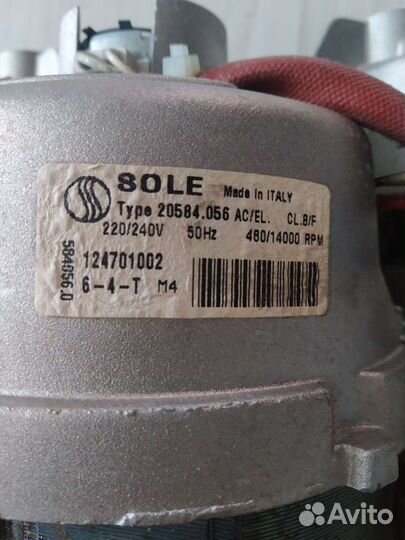 SOLE Made in ITALY
Type 20584.056 AC/EL. CL.B/F
220/240V 50Hz 480/14000 RPM
584056.0
124701002
6-4-T M4
Avito